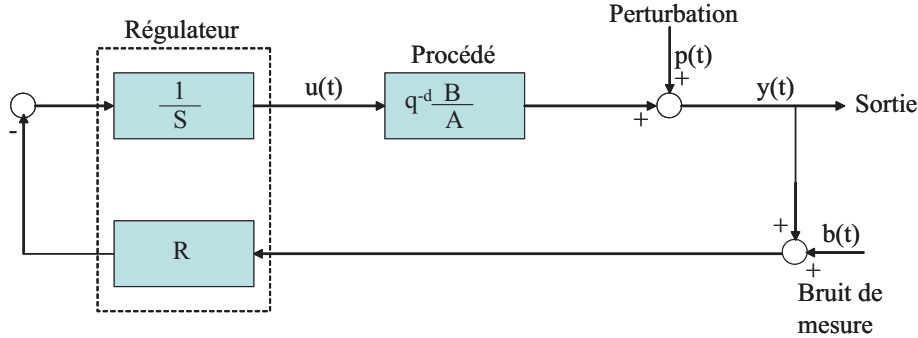 Perturbation
Régulateur
Procédé
p(t)
+
1
S
u(t)
q-d B
A
+
y(t)
Sortie
-
R
+
b(t)
+
Bruit de
mesure